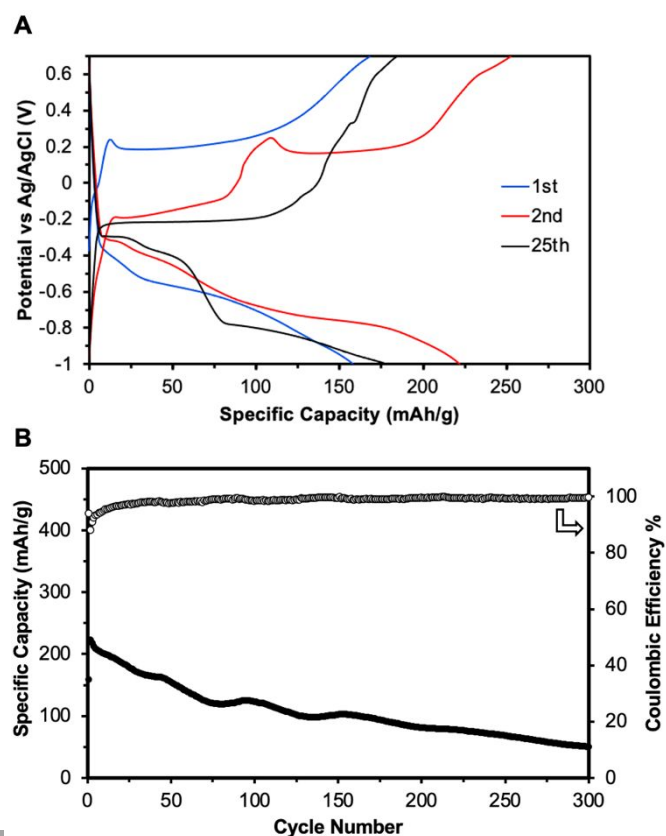 A
0.6
0.4
0.2
0
-0.2
-0.4
-0.6
-0.8
-1
Potential vs Ag/AgCl (V)
1st
2nd
25th
0 50 100 150 200 250 300
Specific Capacity (mAh/g)
B
500
400
300
200
100
0
Specific Capacity (mAh/g)
100
80
60
40
20
0
Coulombic Efficiency %
0 50 100 150 200 250 300
Cycle Number